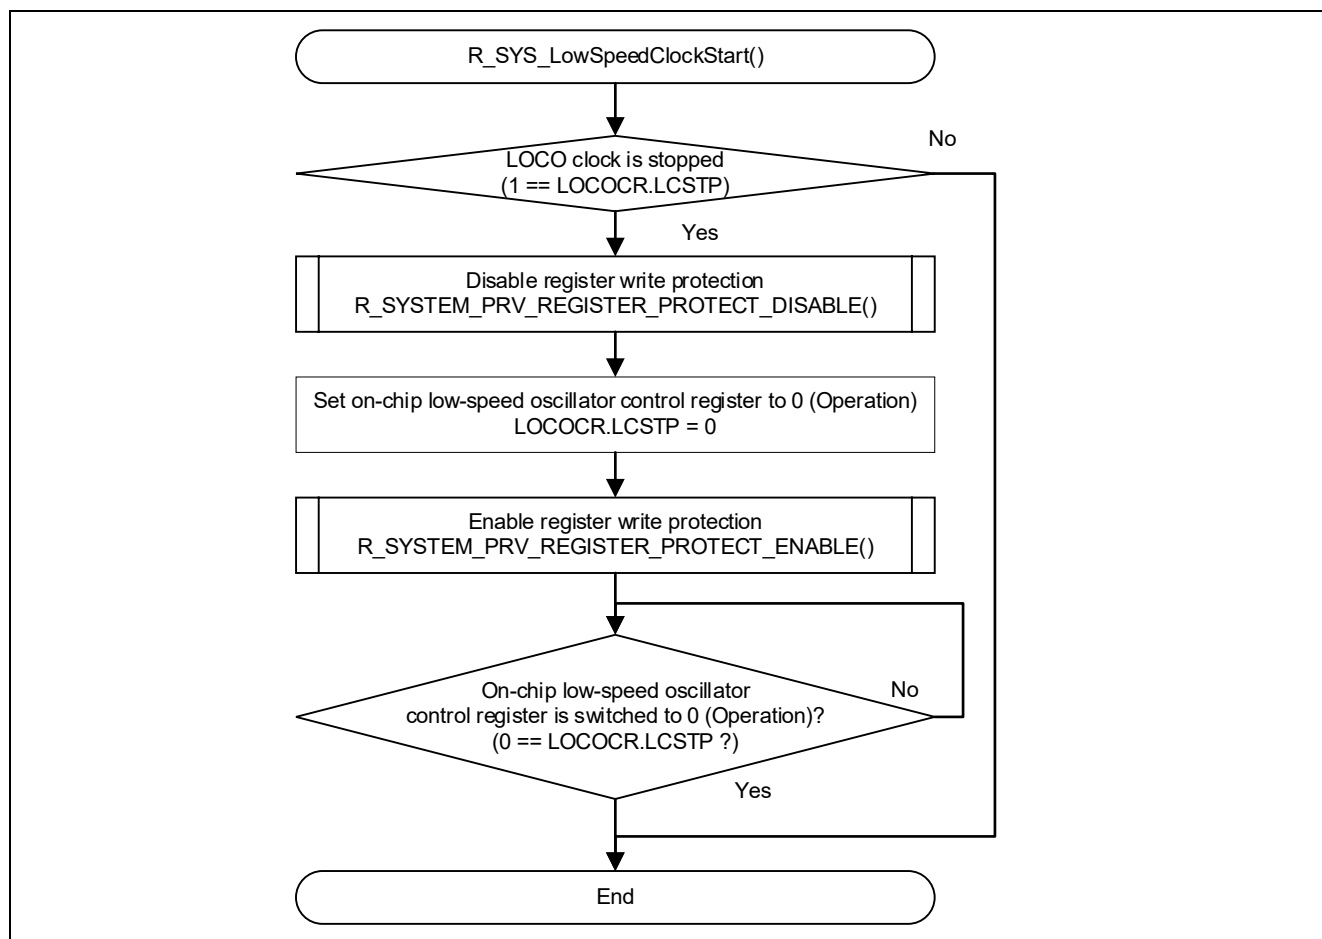 R_SYS_LowSpeedClockStart()
No
LOCO clock is stopped
(1 == LOCOCR.LCSTP)
Yes
Disable register write protection
R_SYSTEM_PRV_REGISTER_PROTECT_DISABLE()
Set on-chip low-speed oscillator control register to 0 (Operation)
LOCOCR.LCSTP = 0
Enable register write protection
R_SYSTEM_PRV_REGISTER_PROTECT_ENABLE()
On-chip low-speed oscillator
No
control register is switched to 0 (Operation)?
(0 == LOCOCR.LCSTP ?)
Yes
End